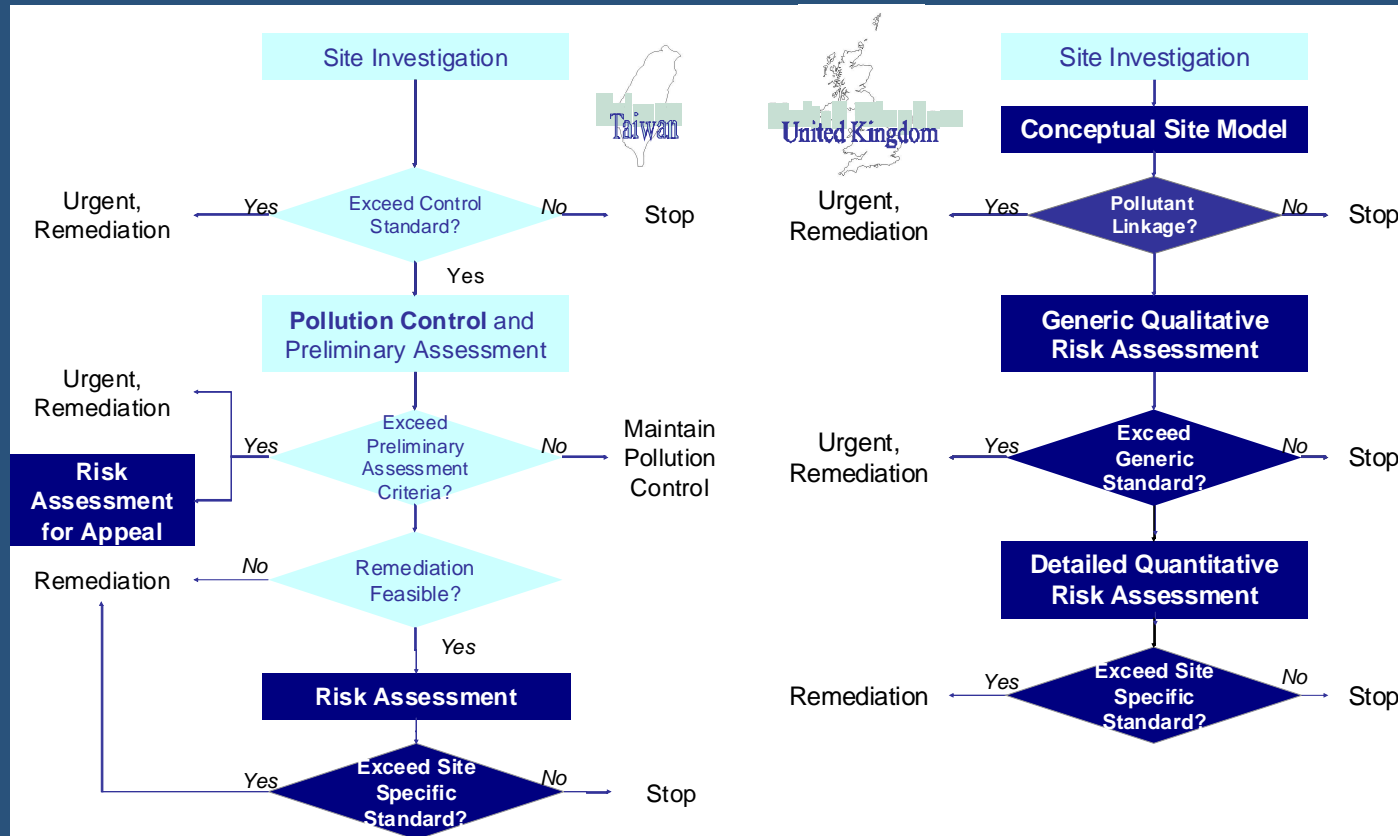 Site Investigation
Taiwan
Exceed Control
Standard?
Yes
No
Urgent,
Remediation
Stop
Yes
Pollution Control and
Preliminary Assessment
Urgent,
Remediation
Exceed
Preliminary
Assessment
Criteria?
Yes
No
Maintain
Pollution
Control
Risk
Assessment
for Appeal
Remediation
No
Remediation
Feasible?
Yes
Risk Assessment
Exceed Site
Specific
Standard?
Yes
No
Stop
United Kingdom
Site Investigation
Conceptual Site Model
Urgent,
Remediation
Yes
Pollutant
Linkage?
No
Stop
Generic Qualitative
Risk Assessment
Urgent,
Remediation
Yes
Exceed
Generic
Standard?
No
Stop
Detailed Quantitative
Risk Assessment
Remediation
Yes
Exceed Site
Specific
Standard?
No
Stop